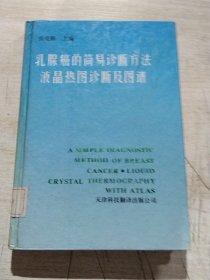 主编
乳腺癌的简易诊断方法
液晶热图诊断及图谱
A SIMPLE DIAGNOSTIC
METHOD OF BREAST
CANCER • LIQUID
CRYSTAL THERMOGRAPHY
WITH ATLAS
天津科技翻译出版公司